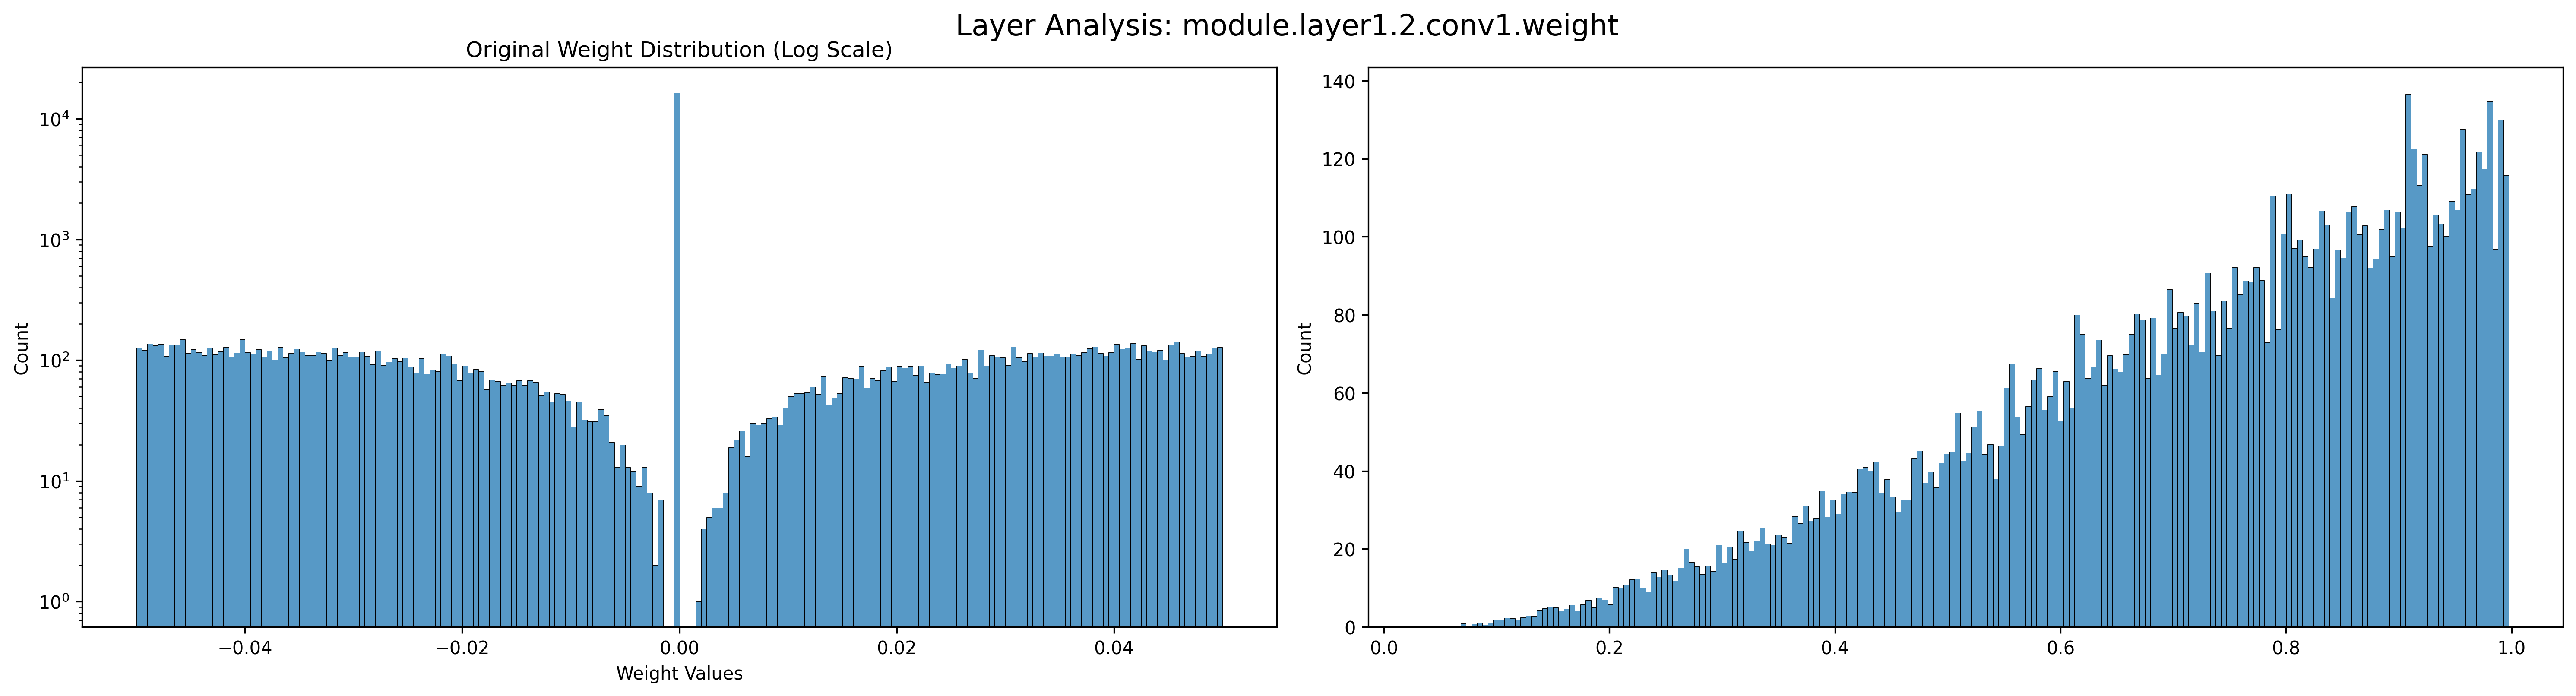 Layer Analysis: module.layer1.2.conv1.weight
Original Weight Distribution (Log Scale)
Count
10⁴
10³
10²
10¹
10⁰
−0.04 −0.02 0.00 0.02 0.04
Weight Values
Count
140
120
100
80
60
40
20
0
0.0 0.2 0.4 0.6 0.8 1.0